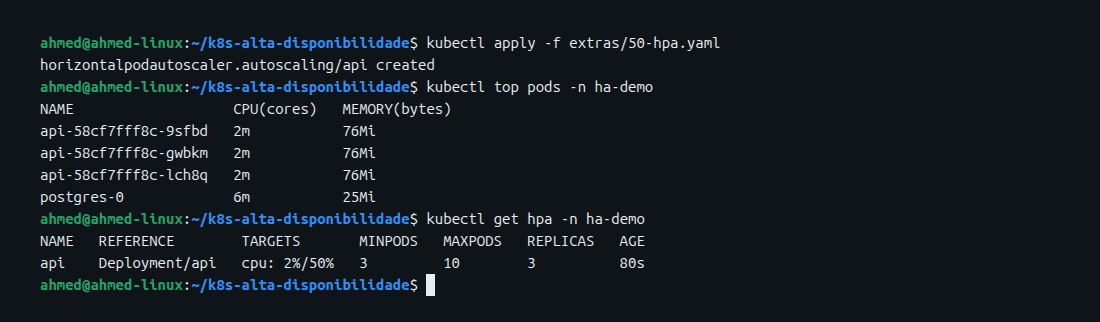 ahmed@ahmed-linux:~/k8s-alta-disponibilidade$ kubectl apply -f extras/50-hpa.yaml
horizontalpodautoscaler.autoscaling/api created
ahmed@ahmed-linux:~/k8s-alta-disponibilidade$ kubectl top pods -n ha-demo
NAME                   CPU(cores)   MEMORY(bytes)
api-58cf7fff8c-9sfbd   2m           76Mi
api-58cf7fff8c-gwbkm   2m           76Mi
api-58cf7fff8c-lch8q   2m           76Mi
postgres-0             6m           25Mi
ahmed@ahmed-linux:~/k8s-alta-disponibilidade$ kubectl get hpa -n ha-demo
NAME   REFERENCE        TARGETS       MINPODS   MAXPODS   REPLICAS   AGE
api    Deployment/api   cpu: 2%/50%   3         10        3          80s
ahmed@ahmed-linux:~/k8s-alta-disponibilidade$